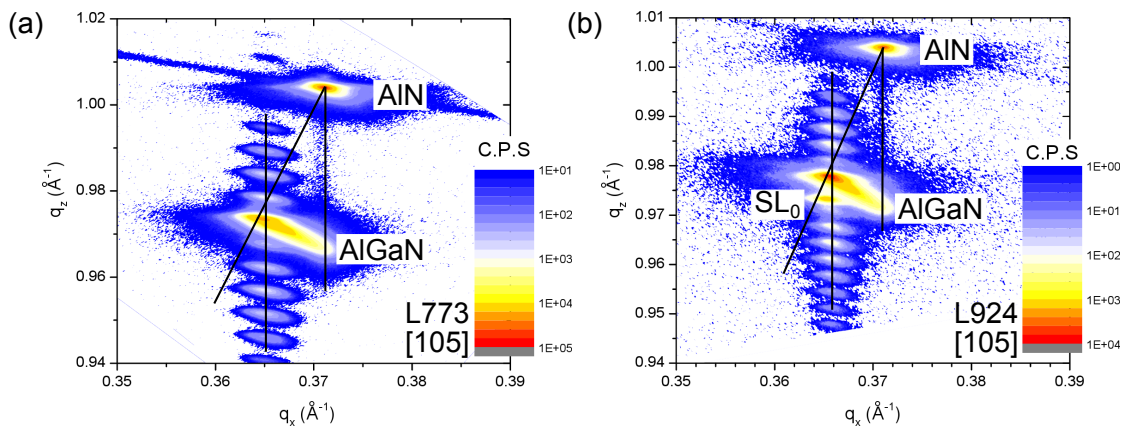 (a)
1.02
1.00
0.98
0.96
0.94
q_z (Å⁻¹)
0.35
0.36
0.37
0.38
0.39
q_x (Å⁻¹)
AlN
AlGaN
L773
[105]
C.P.S
1E+01
1E+02
1E+03
1E+04
1E+05
(b)
1.01
1.00
0.99
0.98
0.97
0.96
0.95
0.94
q_z (Å⁻¹)
0.35
0.36
0.37
0.38
0.39
q_x (Å⁻¹)
AlN
SL₀
AlGaN
L924
[105]
C.P.S
1E+00
1E+01
1E+02
1E+03
1E+04